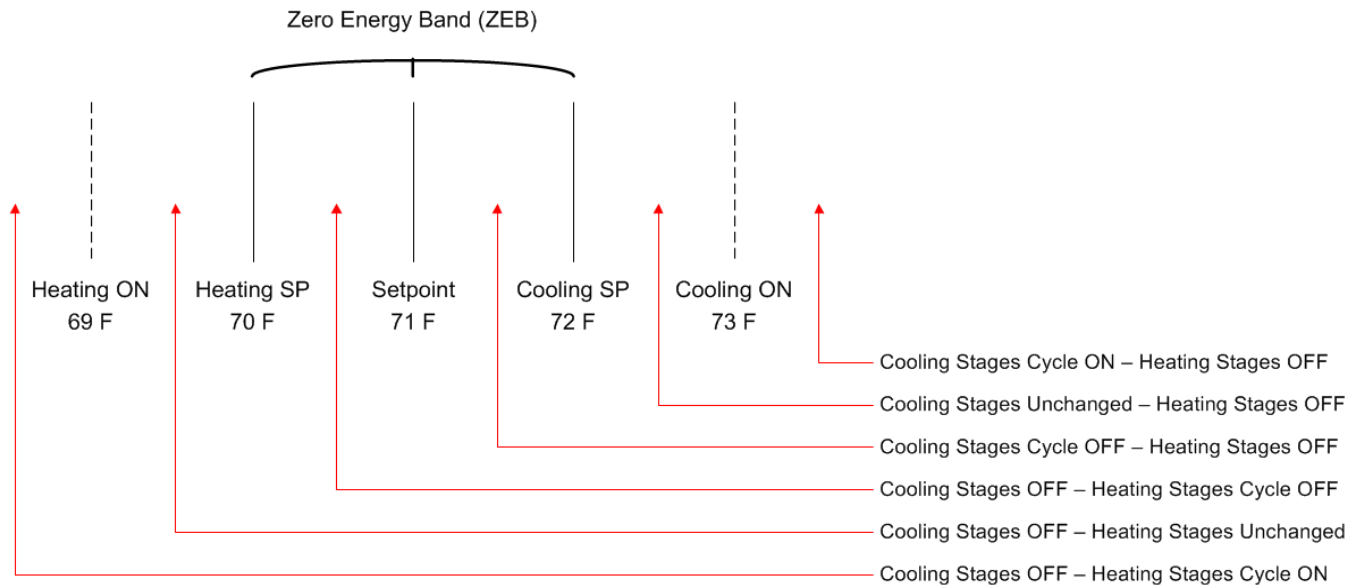 Zero Energy Band (ZEB)
Heating ON
69 F
Heating SP
70 F
Setpoint
71 F
Cooling SP
72 F
Cooling ON
73 F
Cooling Stages Cycle ON – Heating Stages OFF
Cooling Stages Unchanged – Heating Stages OFF
Cooling Stages Cycle OFF – Heating Stages OFF
Cooling Stages OFF – Heating Stages Cycle OFF
Cooling Stages OFF – Heating Stages Unchanged
Cooling Stages OFF – Heating Stages Cycle ON